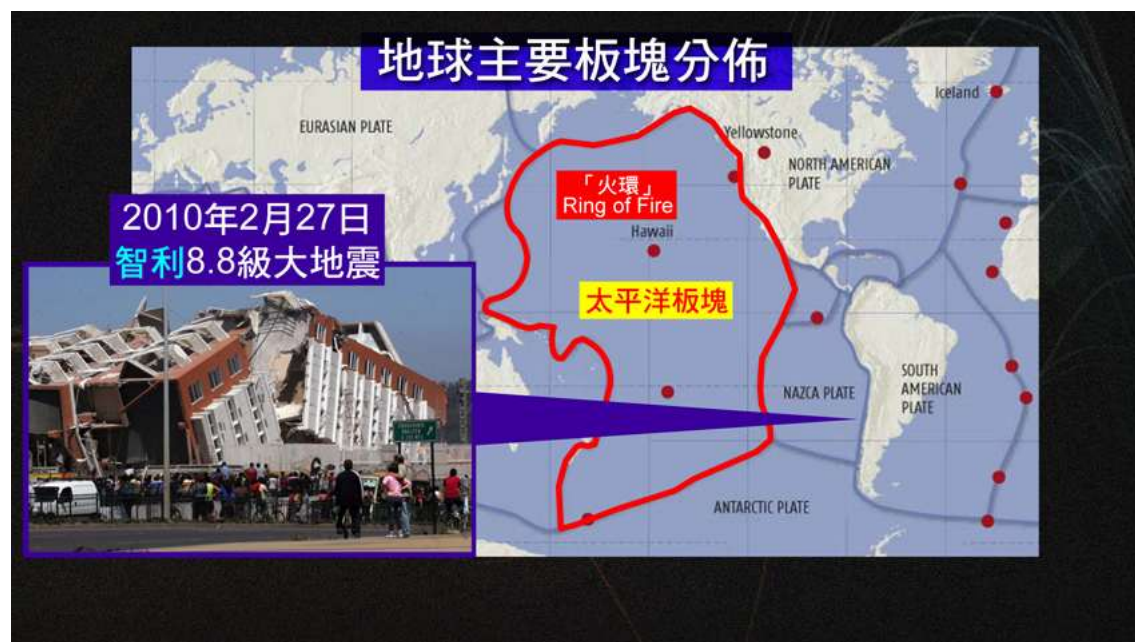 地球主要板塊分佈
Iceland
EURASIAN PLATE
Yellowstone
NORTH AMERICAN
PLATE
「火環」
Ring of Fire
2010年2月27日
智利8.8級大地震
Hawaii
太平洋板塊
SOUTH
AMERICAN
PLATE
NAZCA PLATE
ANTARCTIC PLATE